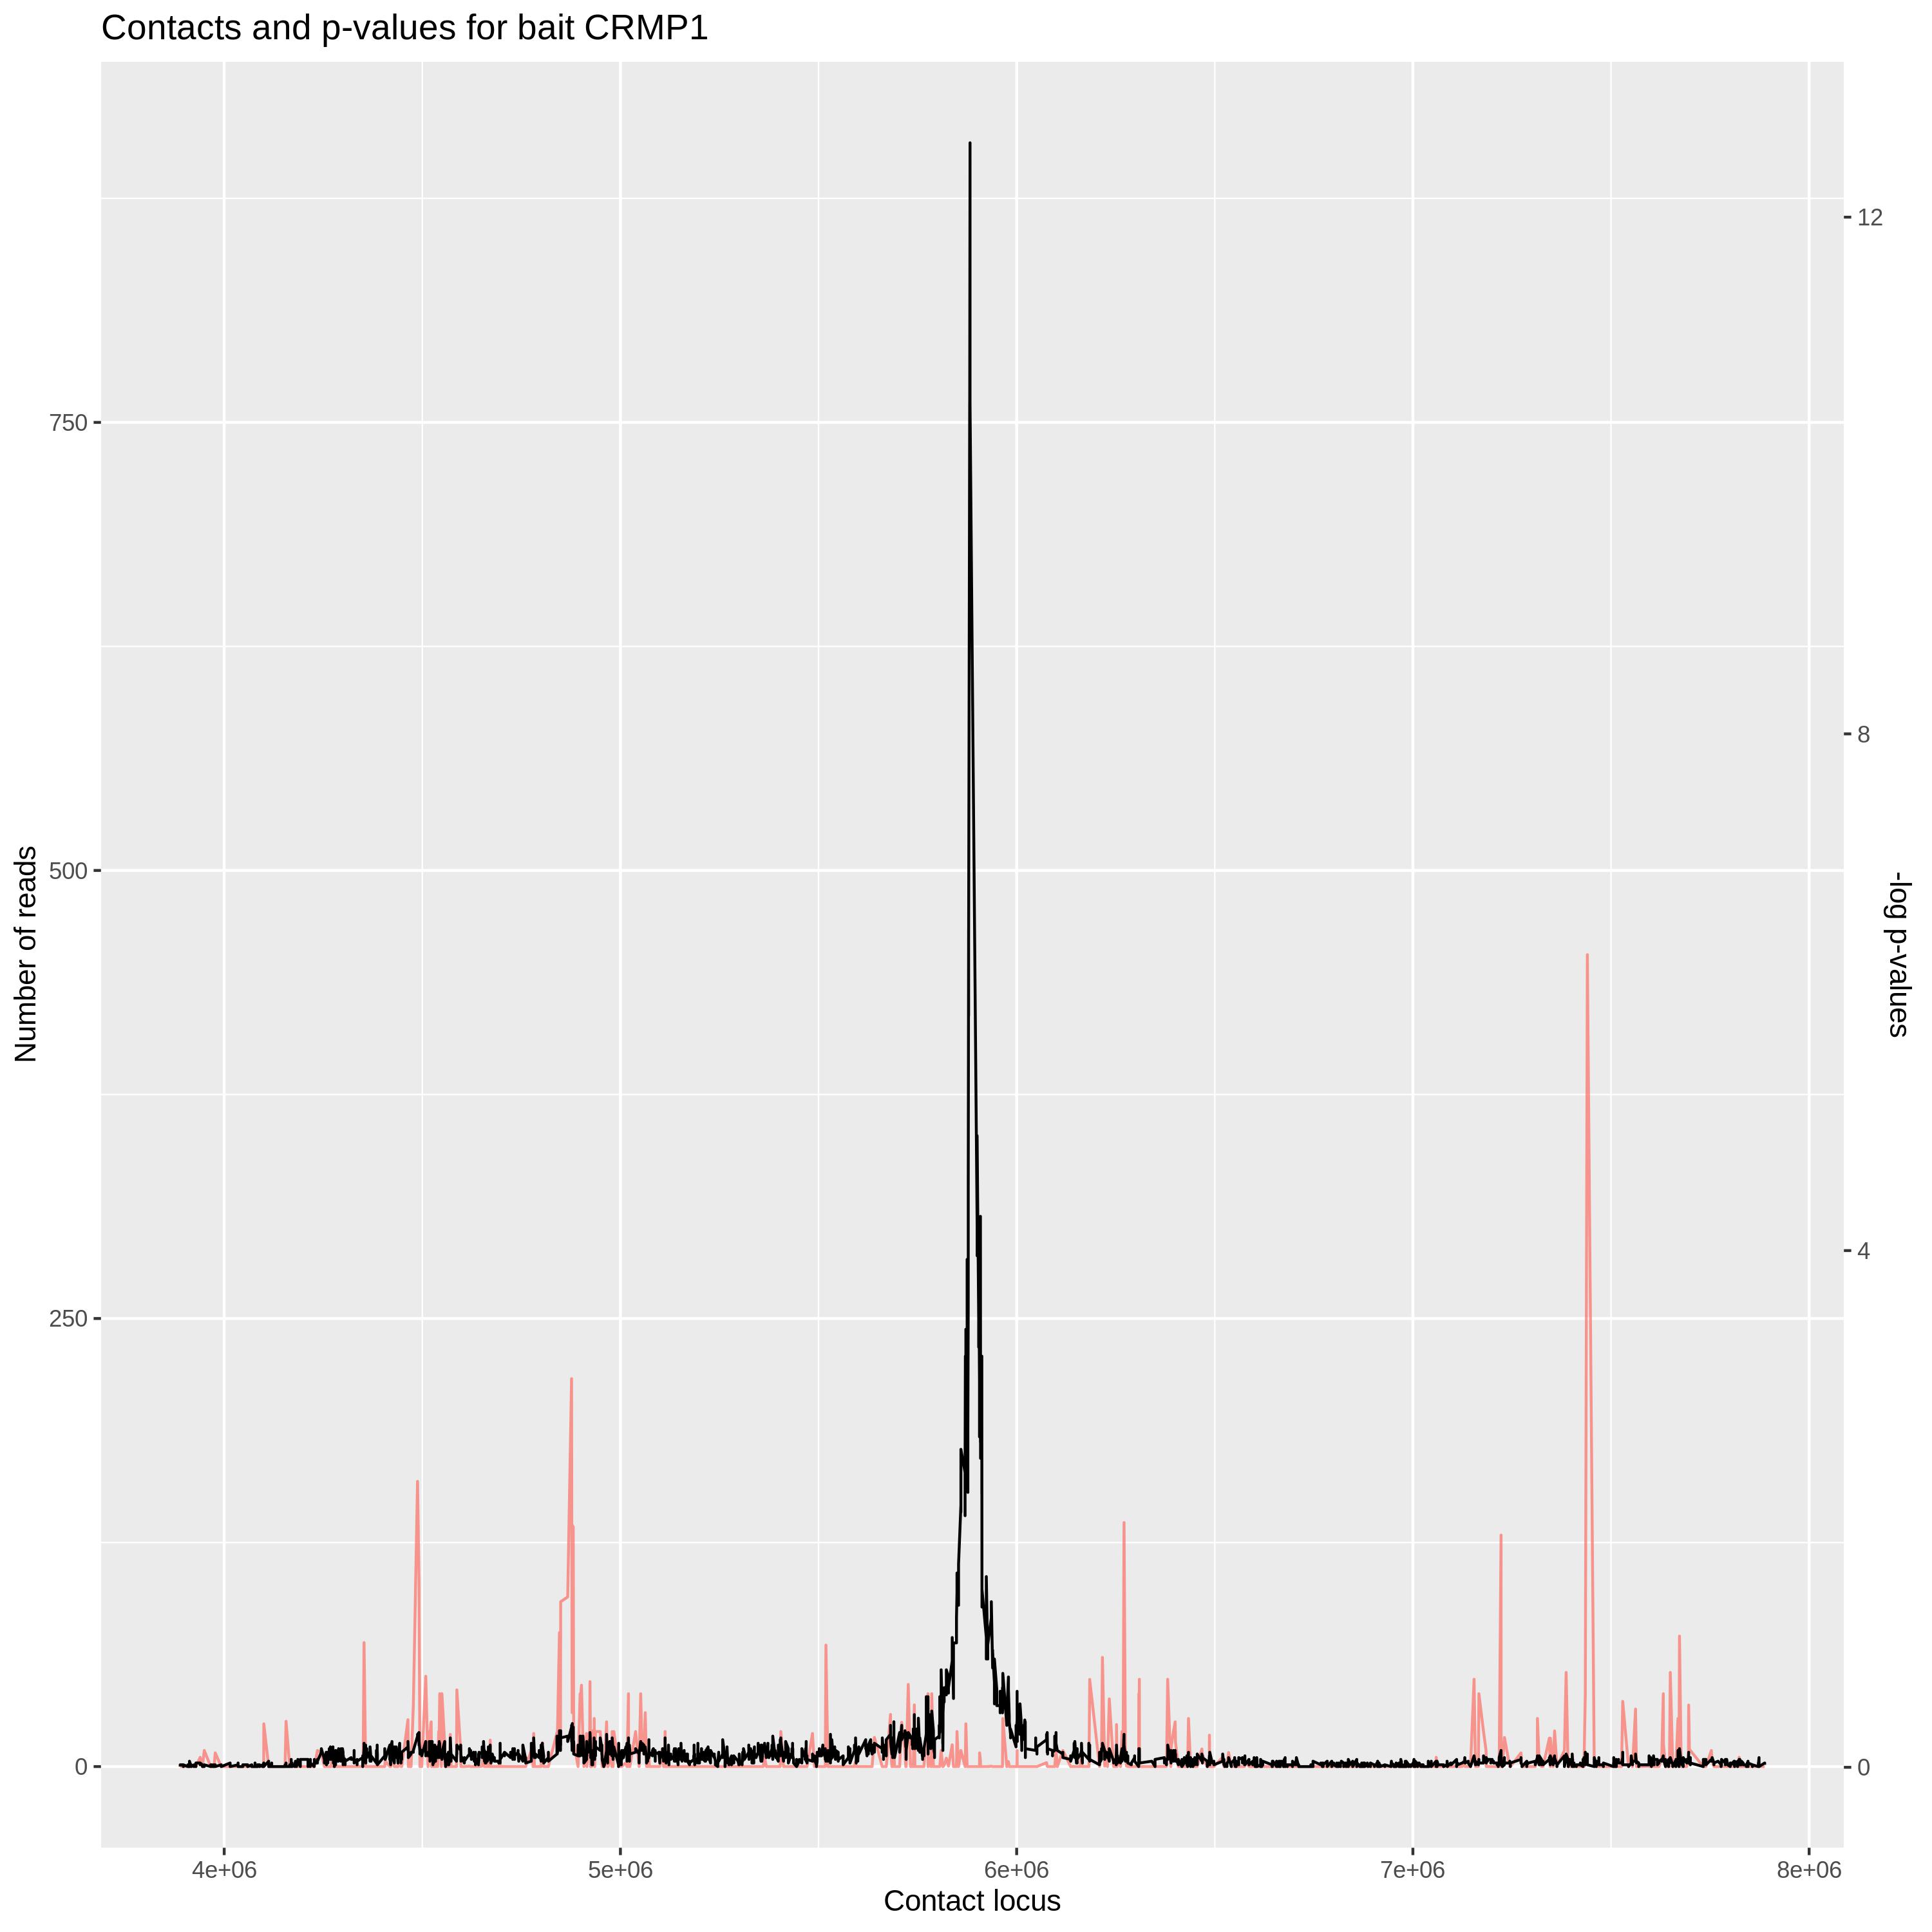 Contacts and p-values for bait CRMP1
Number of reads
750
500
250
0
12
8
4
0
-log p-values
4e+06
5e+06
6e+06
7e+06
8e+06
Contact locus